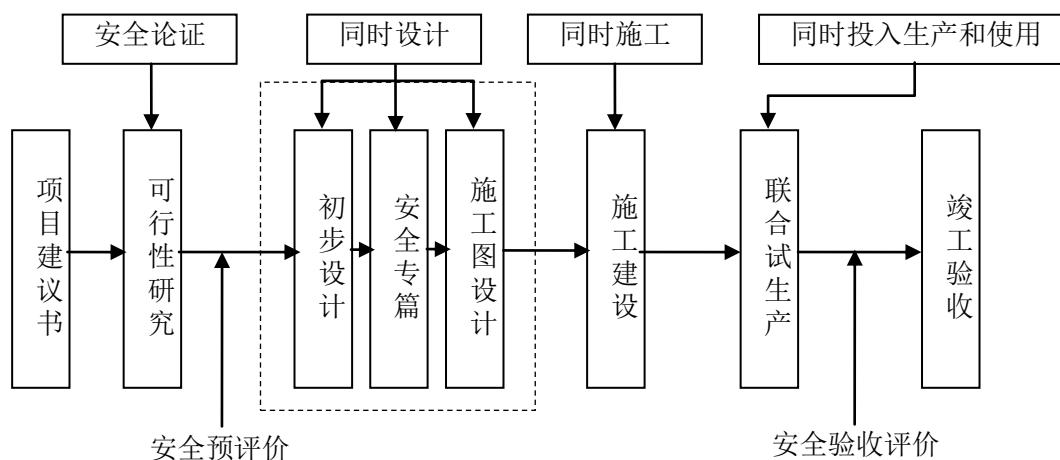 安全论证
同时设计
同时施工
同时投入生产和使用
项目建议书
可行性研究
初步设计
安全专篇
施工图设计
施工建设
联合试生产
竣工验收
安全预评价
安全验收评价